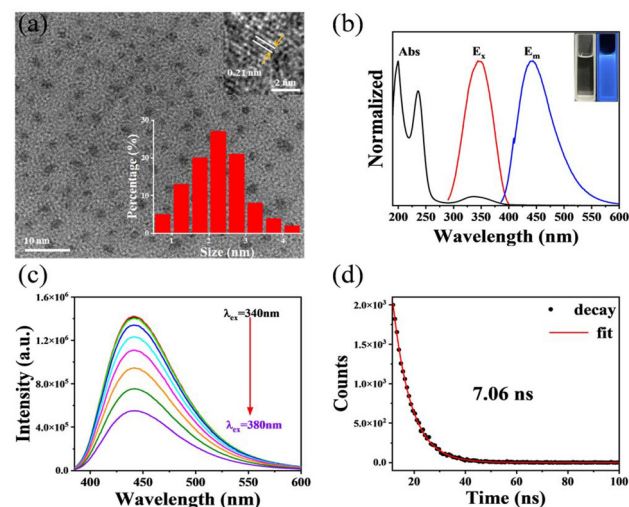 (a)
0.21 nm
2 nm
Percentage (%)
30
20
10
0
1 2 3 4
Size (nm)
10 nm
(b)
Abs Ex Em
Normalized
200 250 300 350 400 450 500 550 600
Wavelength (nm)
(c)
1.6×10⁶
1.2×10⁶
8.0×10⁵
4.0×10⁵
0.0
λex=340nm
λex=380nm
Intensity (a.u.)
400 450 500 550 600
Wavelength (nm)
(d)
2.0×10³
1.5×10³
1.0×10³
5.0×10²
0.0
decay
fit
7.06 ns
Counts
20 40 60 80 100
Time (ns)